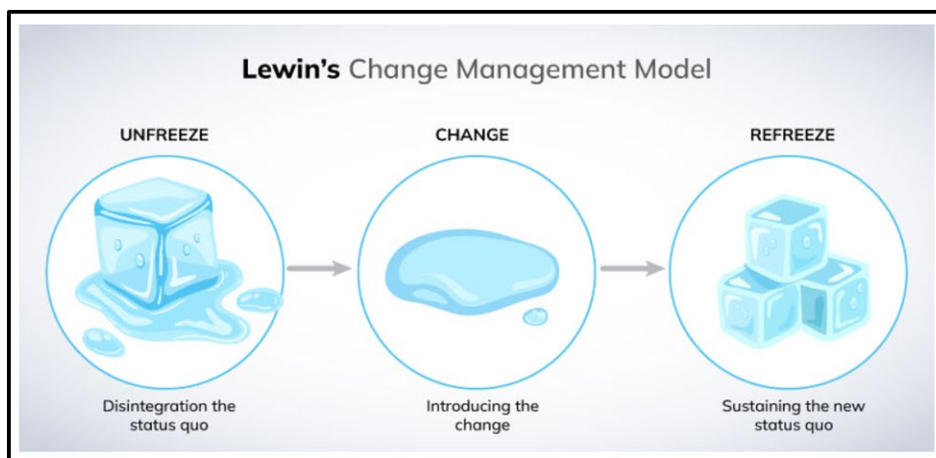 Lewin's Change Management Model
UNFREEZE
CHANGE
REFREEZE
Disintegration the
status quo
Introducing the
change
Sustaining the new
status quo